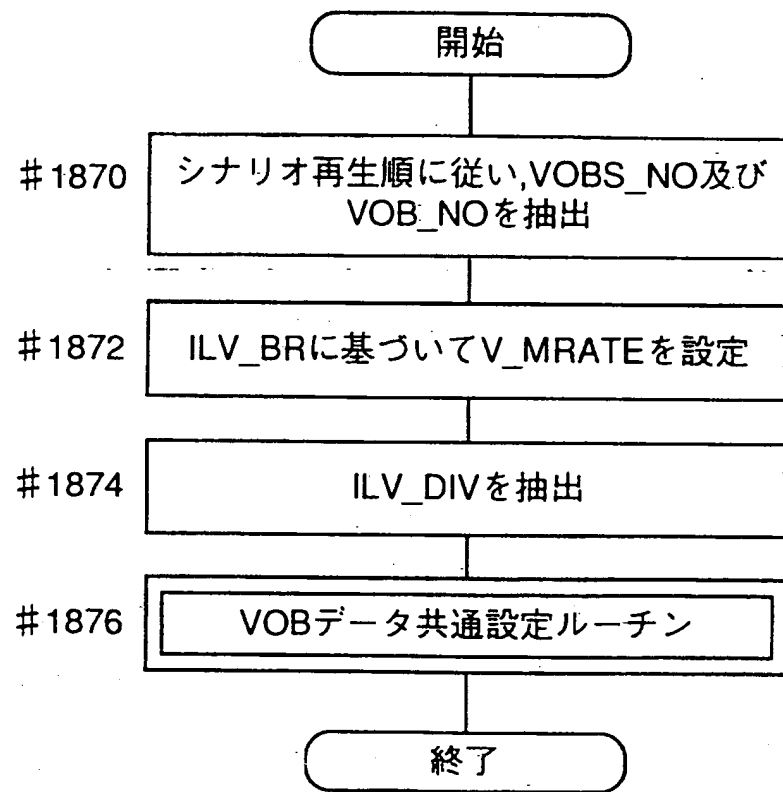 開始
#1870
シナリオ再生順に従い,VOBS_NO及び
VOB_NOを抽出
#1872
ILV_BRに基づいてV_MRATEを設定
#1874
ILV_DIVを抽出
#1876
VOBデータ共通設定ルーチン
終了